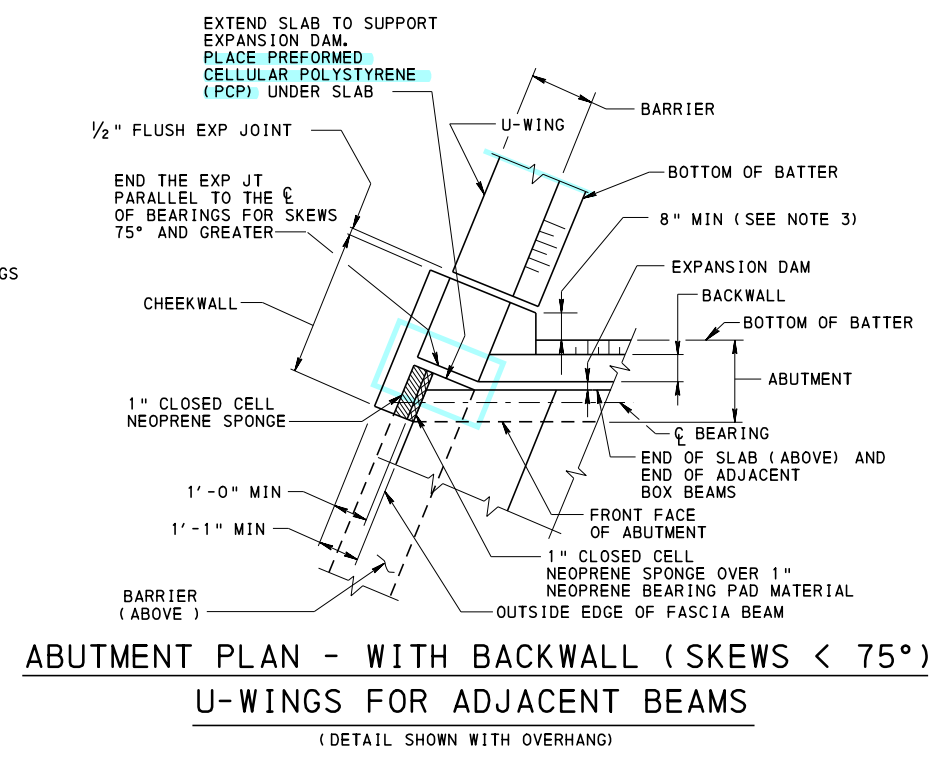 EXTEND SLAB TO SUPPORT
EXPANSION DAM.
PLACE PREFORMED
CELLULAR POLYSTYRENE
(PCP) UNDER SLAB
BARRIER
U-WING
½" FLUSH EXP JOINT
BOTTOM OF BATTER
END THE EXP JT
PARALLEL TO THE ℄
OF BEARINGS FOR SKEWS
75° AND GREATER
8" MIN (SEE NOTE 3)
GS
EXPANSION DAM
BACKWALL
CHEEKWALL
BOTTOM OF BATTER
ABUTMENT
1" CLOSED CELL
NEOPRENE SPONGE
℄ BEARING
END OF SLAB (ABOVE) AND
END OF ADJACENT
BOX BEAMS
1'-0" MIN
FRONT FACE
OF ABUTMENT
1'-1" MIN
1" CLOSED CELL
NEOPRENE SPONGE OVER 1"
NEOPRENE BEARING PAD MATERIAL
BARRIER
(ABOVE )
OUTSIDE EDGE OF FASCIA BEAM
ABUTMENT PLAN - WITH BACKWALL (SKEWS < 75°)
U-WINGS FOR ADJACENT BEAMS
(DETAIL SHOWN WITH OVERHANG)